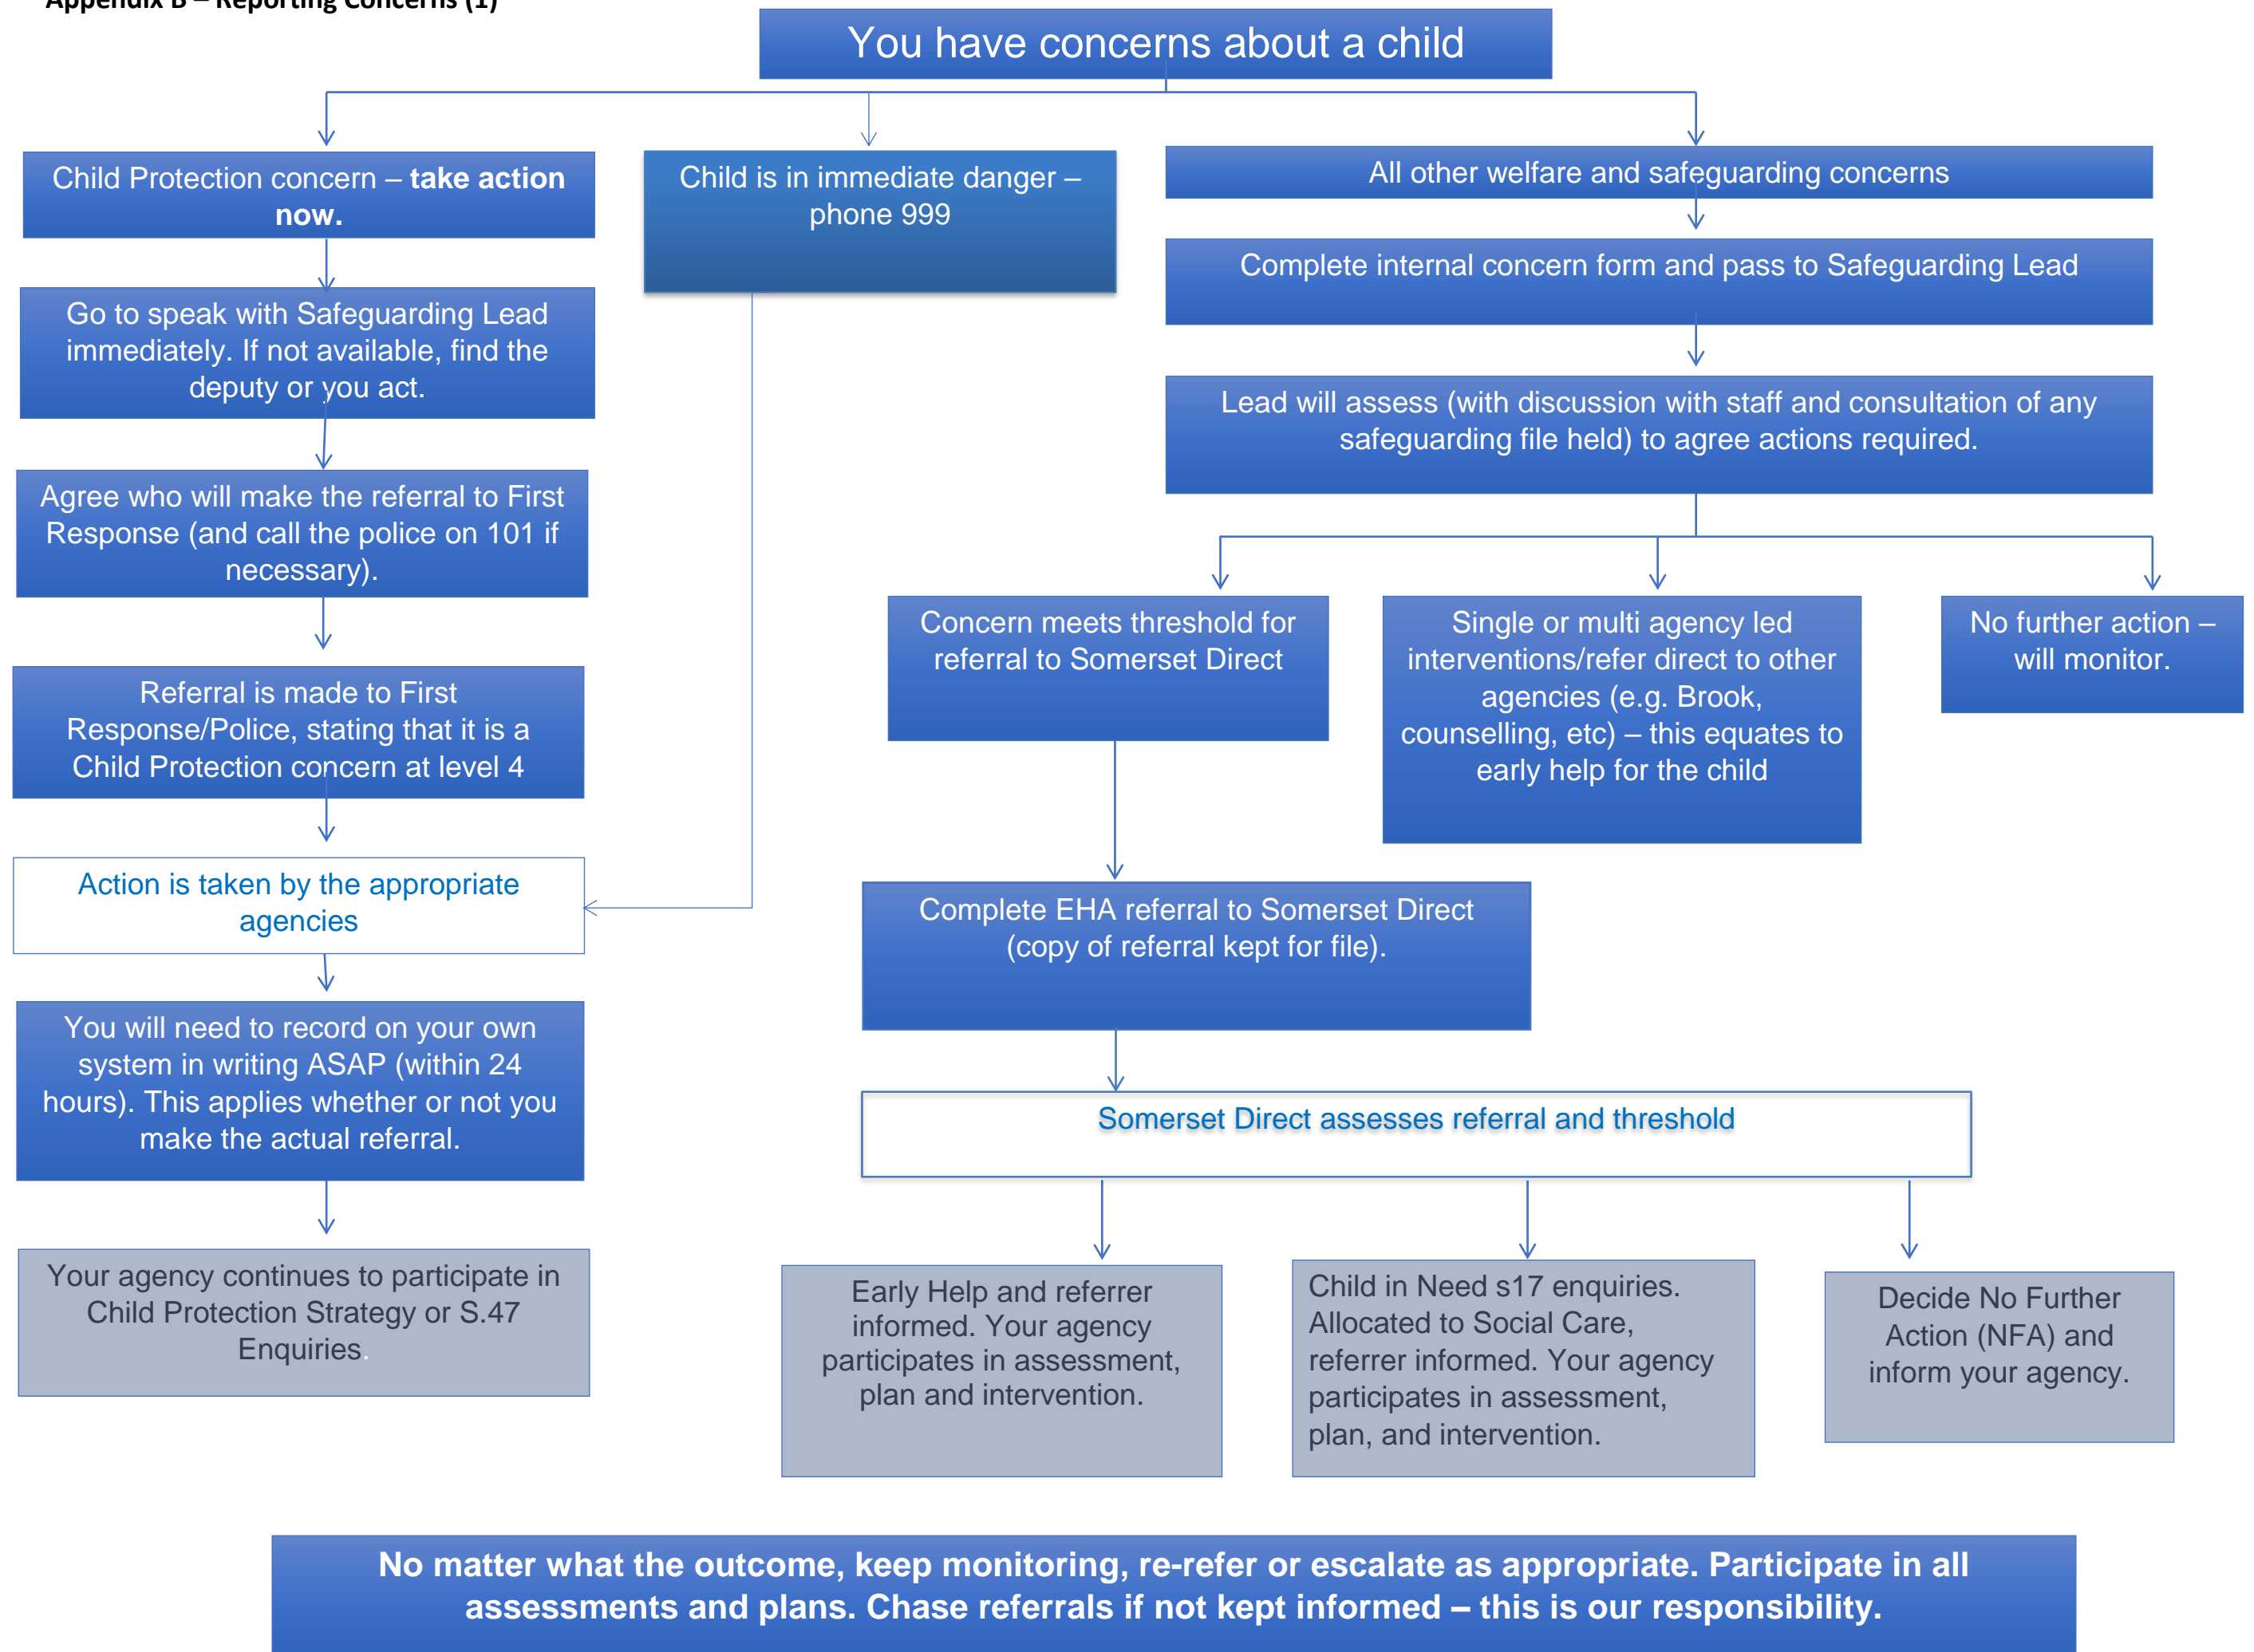 Appendix B – Reporting Concerns (1)
You have concerns about a child
Child Protection concern – take action
now.
Go to speak with Safeguarding Lead
immediately. If not available, find the
deputy or you act.
Agree who will make the referral to First
Response (and call the police on 101 if
necessary).
Referral is made to First
Response/Police, stating that it is a
Child Protection concern at level 4
Action is taken by the appropriate
agencies
You will need to record on your own
system in writing ASAP (within 24
hours). This applies whether or not you
make the actual referral.
Your agency continues to participate in
Child Protection Strategy or S.47
Enquiries.
Child is in immediate danger –
phone 999
All other welfare and safeguarding concerns
Complete internal concern form and pass to Safeguarding Lead
Lead will assess (with discussion with staff and consultation of any
safeguarding file held) to agree actions required.
Concern meets threshold for
referral to Somerset Direct
Single or multi agency led
interventions/refer direct to other
agencies (e.g. Brook,
counselling, etc) – this equates to
early help for the child
No further action –
will monitor.
Complete EHA referral to Somerset Direct
(copy of referral kept for file).
Somerset Direct assesses referral and threshold
Early Help and referrer
informed. Your agency
participates in assessment,
plan and intervention.
Child in Need s17 enquiries.
Allocated to Social Care,
referrer informed. Your agency
participates in assessment,
plan, and intervention.
Decide No Further
Action (NFA) and
inform your agency.
No matter what the outcome, keep monitoring, re-refer or escalate as appropriate. Participate in all
assessments and plans. Chase referrals if not kept informed – this is our responsibility.